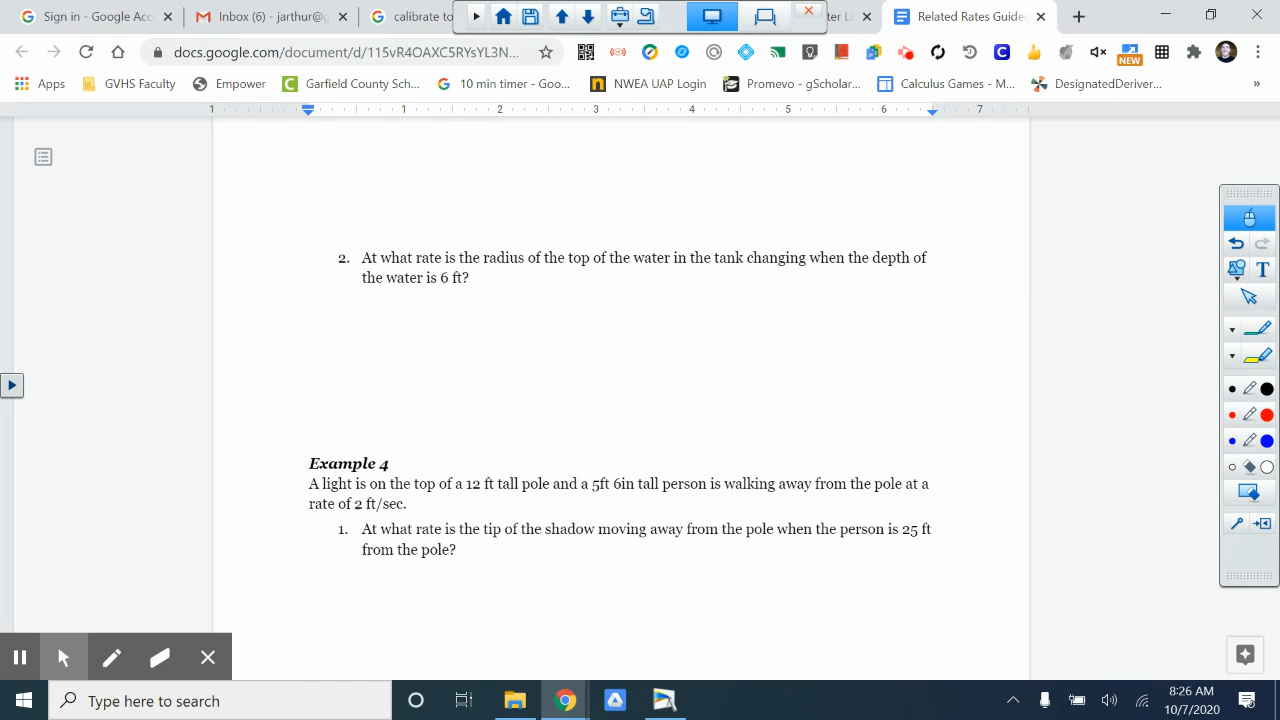 Sign in - Google Acc
Inbox (6) - jarthur@g
calibrate to
Related Rates Guide
docs.google.com/document/d/115vR4OAXC5RYsYL3N...
NEW
Apps
GVHS Faculty
Empower
Garfield County Sch...
10 min timer - Goo...
NWEA UAP Login
Promevo - gScholar...
Calculus Games - M...
DesignatedDeriver...
»
1 1 2 3 4 5 6 7
2. At what rate is the radius of the top of the water in the tank changing when the depth of
the water is 6 ft?
Example 4
A light is on the top of a 12 ft tall pole and a 5ft 6in tall person is walking away from the pole at a
rate of 2 ft/sec.
1. At what rate is the tip of the shadow moving away from the pole when the person is 25 ft
from the pole?
T
Type here to search
8:26 AM
10/7/2020